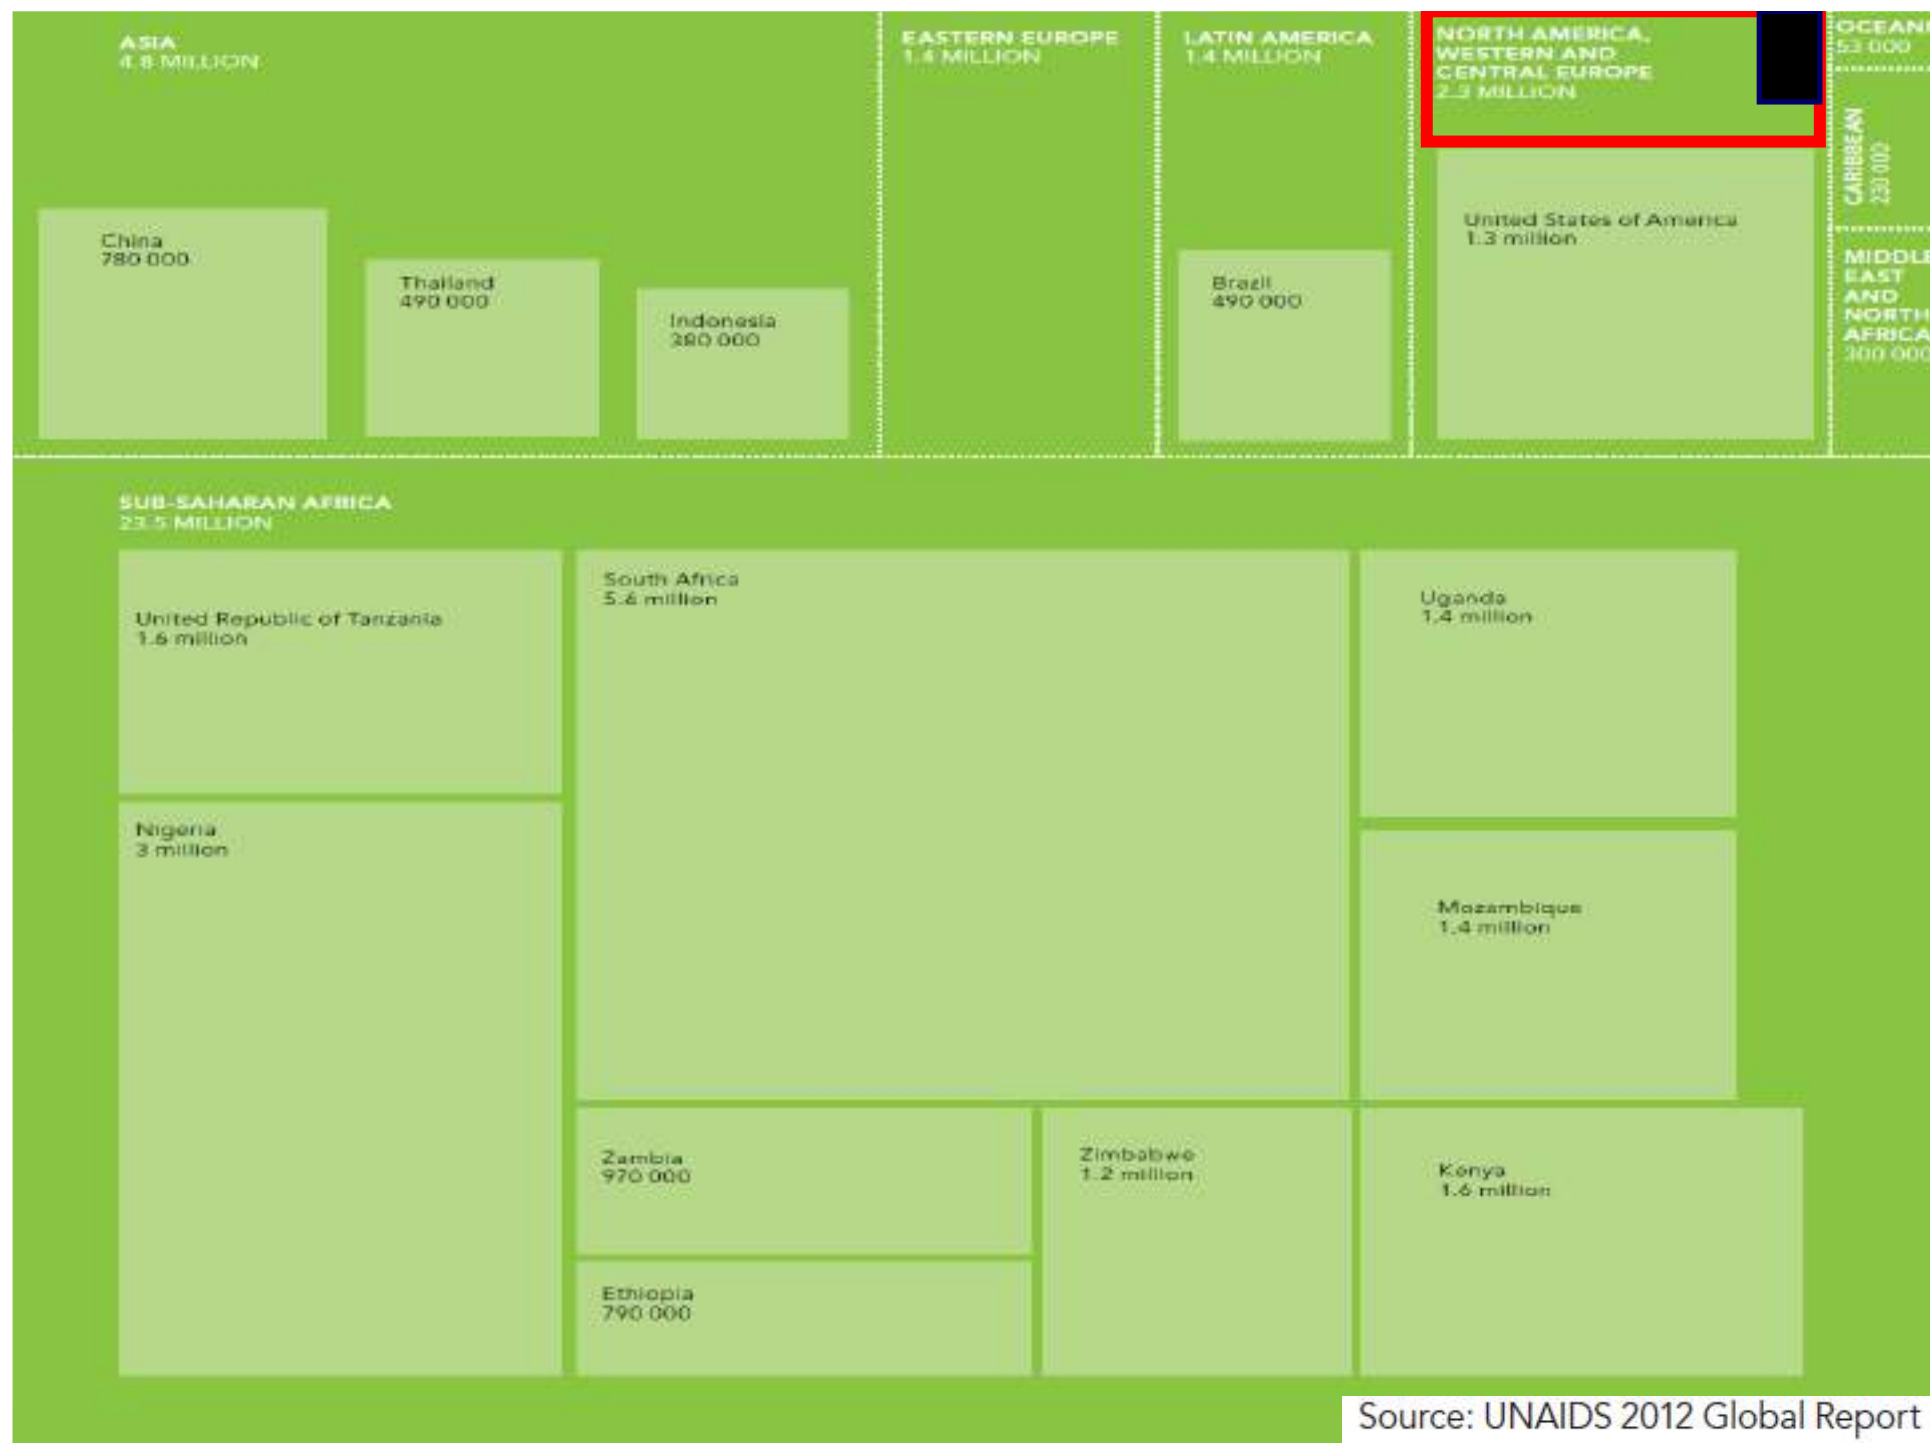 ASIA
4.8 MILLION
EASTERN EUROPE
1.4 MILLION
LATIN AMERICA
1.4 MILLION
NORTH AMERICA,
WESTERN AND
CENTRAL EUROPE
2.3 MILLION
OCEANI
53 000
CARIBBEAN
230 000
MIDDLE
EAST
AND
NORTH
AFRICA
300 000
China
780 000
Thailand
490 000
Indonesia
380 000
Brazil
490 000
United States of America
1.3 million
SUB-SAHARAN AFRICA
23.5 MILLION
United Republic of Tanzania
1.6 million
South Africa
5.6 million
Uganda
1.4 million
Nigeria
3 million
Mozambique
1.4 million
Zambia
970 000
Zimbabwe
1.2 million
Kenya
1.6 million
Ethiopia
790 000
Source: UNAIDS 2012 Global Report